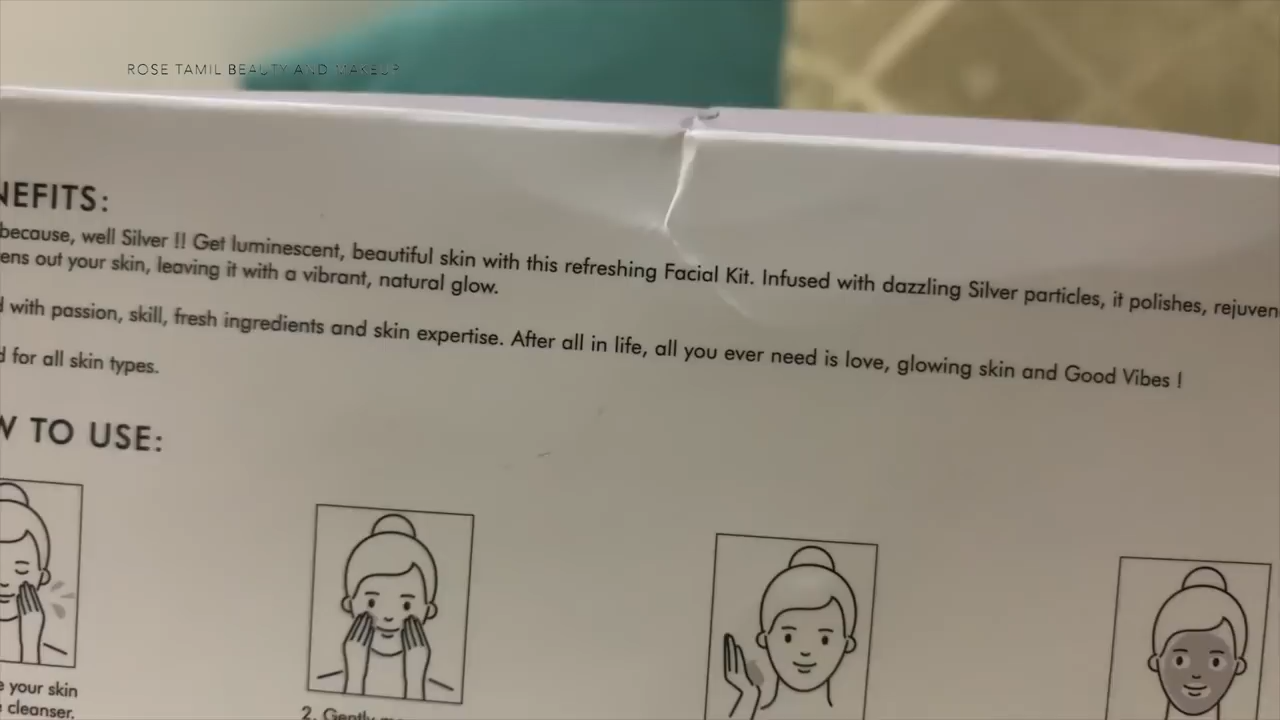 ROSE TAMIL BEAUTY AND MAKEUP
NEFITS:
because, well Silver !! Get luminescent, beautiful skin with this refreshing Facial Kit. Infused with dazzling Silver particles, it polishes, rejuven
ens out your skin, leaving it with a vibrant, natural glow.
d with passion, skill, fresh ingredients and skin expertise. After all in life, all you ever need is love, glowing skin and Good Vibes !
d for all skin types.
W TO USE:
e your skin
cleanser.
2. Gently